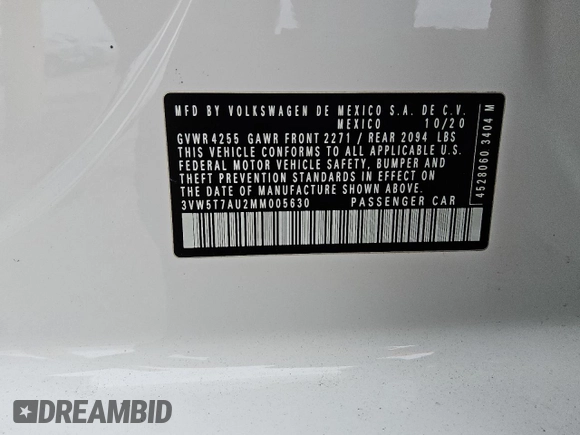 MFD BY VOLKSWAGEN DE MEXICO S.A. DE C.V.
MEXICO 10/20
GVWR 4255 GAWR FRONT 2271 / REAR 2094 LBS
THIS VEHICLE CONFORMS TO ALL APPLICABLE U.S.
FEDERAL MOTOR VEHICLE SAFETY, BUMPER AND
THEFT PREVENTION STANDARDS IN EFFECT ON
THE DATE OF MANUFACTURE SHOWN ABOVE.
3VW5T7AU2MM005630 PASSENGER CAR
4528060 3404 M
DREAMBID